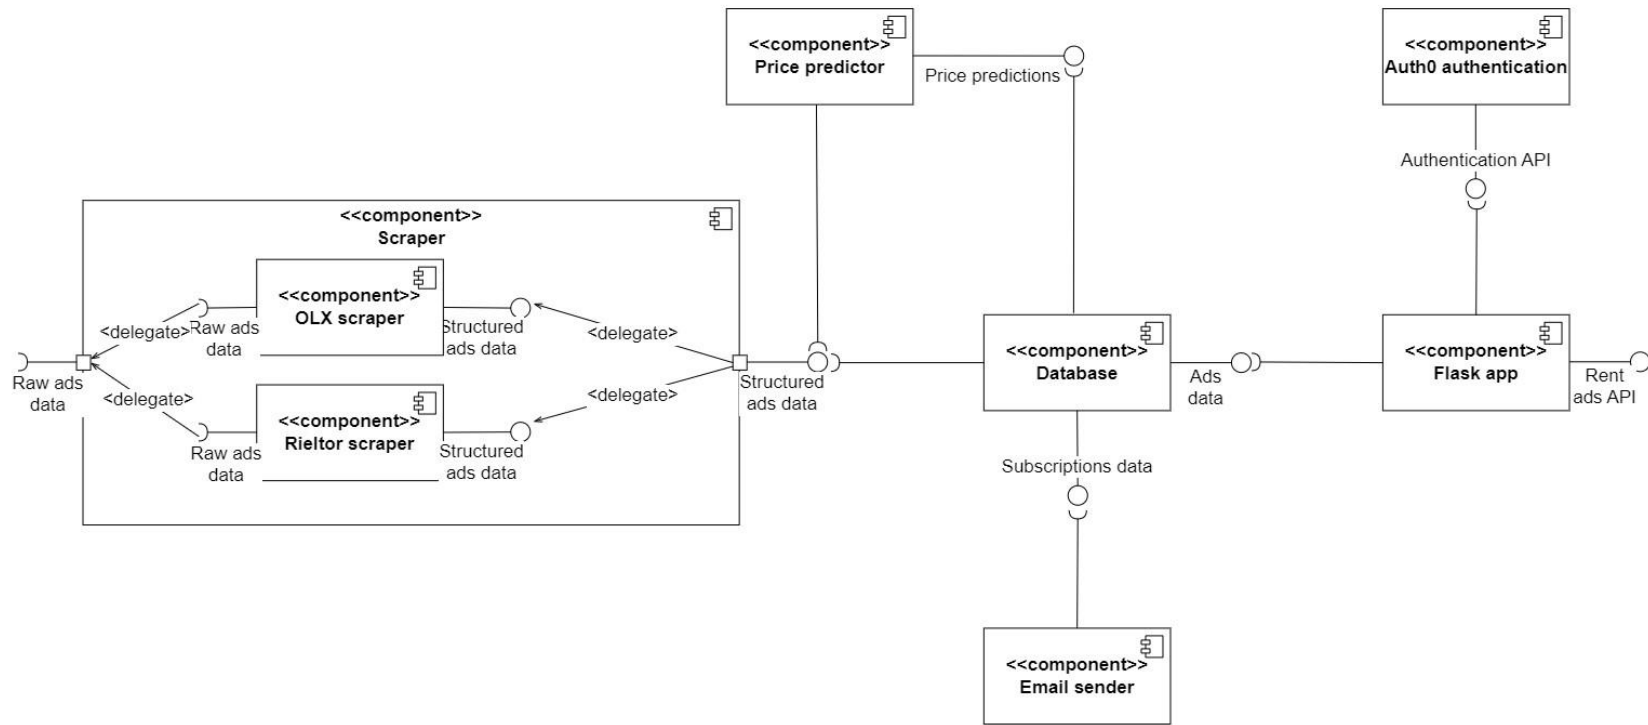 <<component>>
Price predictor
Price predictions
<<component>>
Auth0 authentication
Authentication API
<<component>>
Scraper
<<component>>
OLX scraper
<delegate>
Raw ads
data
Structured
ads data
<delegate>
Raw ads
data
<delegate>
<<component>>
Rieltor scraper
Raw ads
data
Structured
ads data
<delegate>
Structured
ads data
<<component>>
Database
Ads
data
<<component>>
Flask app
Rent
ads API
Subscriptions data
<<component>>
Email sender